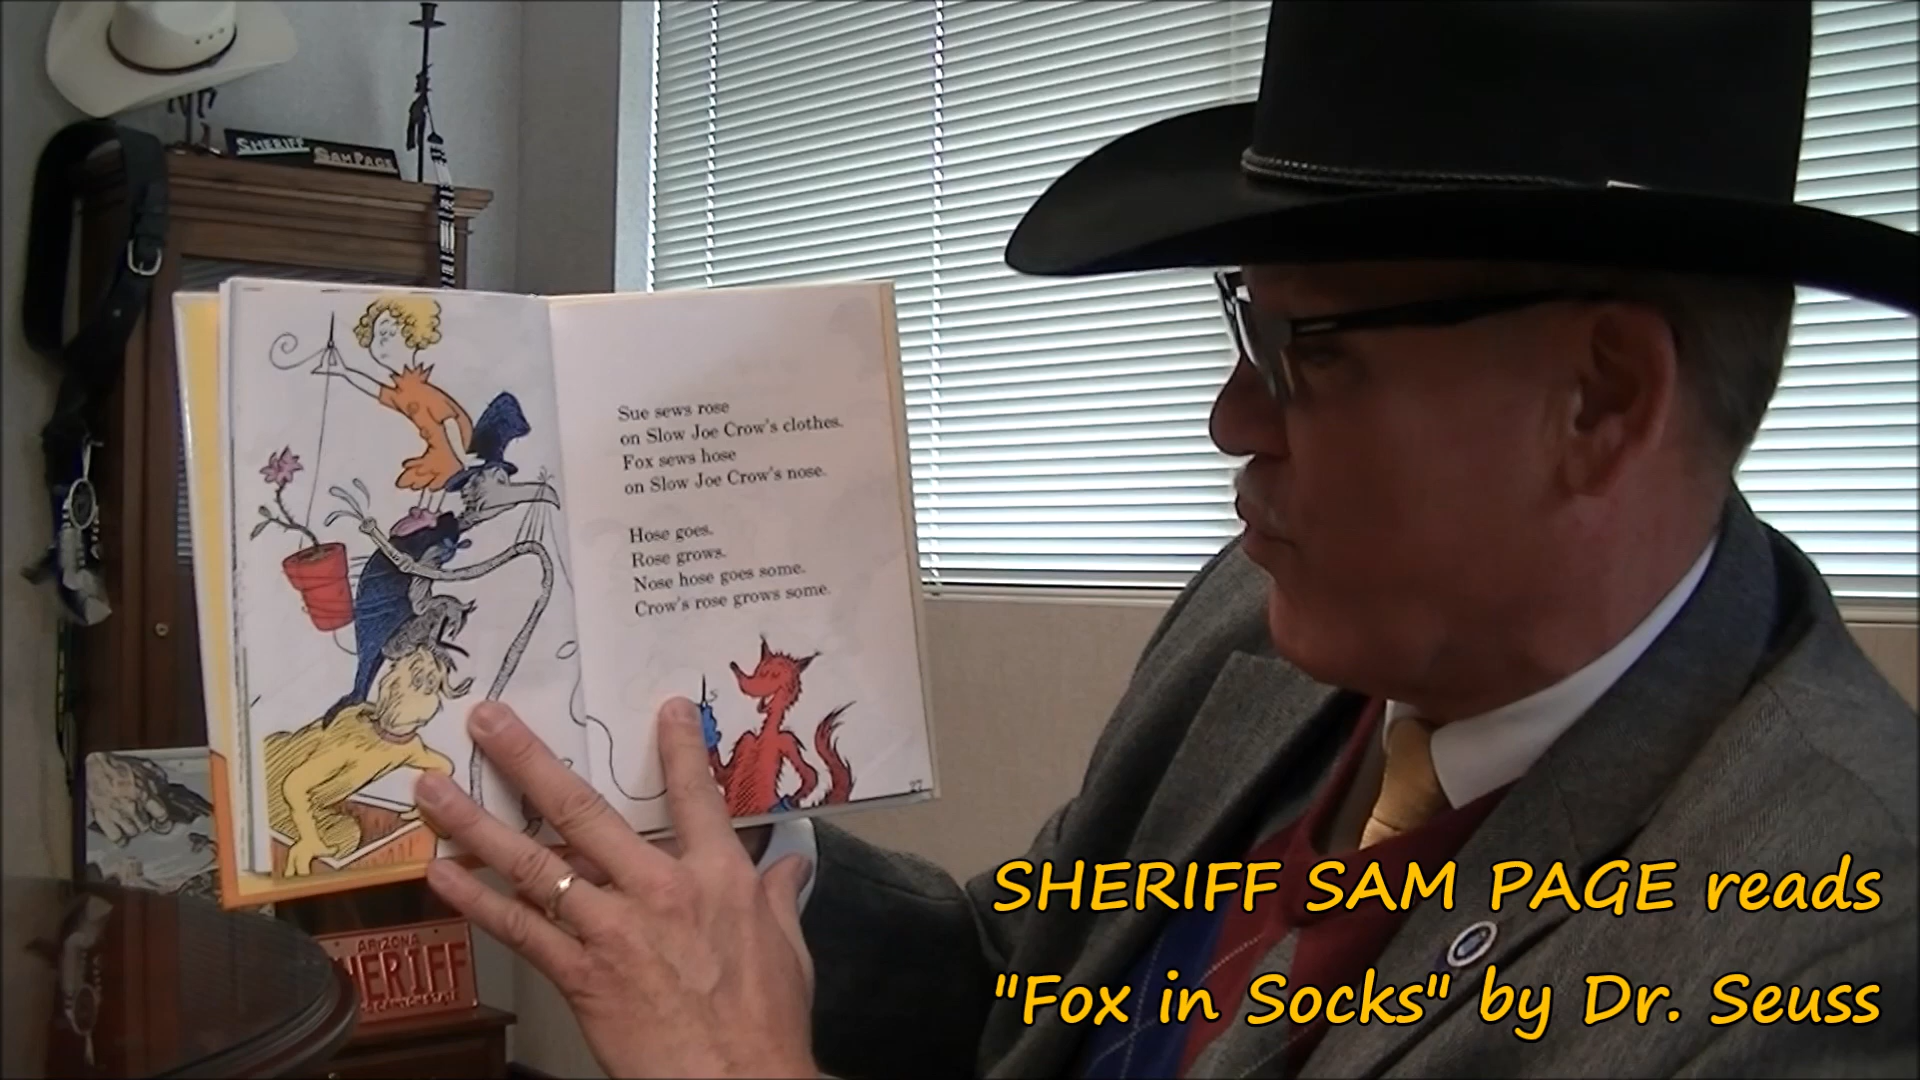 SHERIFF
SAM PAGE
Sue sews rose
on Slow Joe Crow's clothes.
Fox sews hose
on Slow Joe Crow's nose.
Hose goes.
Rose grows.
Nose hose goes some.
Crow's rose grows some.
27
ARIZONA
SHERIFF
SHERIFF SAM PAGE reads
"Fox in Socks" by Dr. Seuss